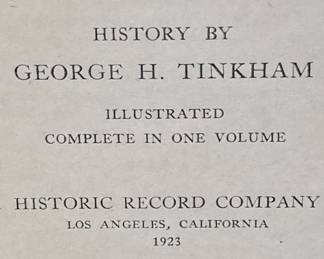 HISTORY BY
GEORGE H. TINKHAM
ILLUSTRATED
COMPLETE IN ONE VOLUME
HISTORIC RECORD COMPANY
LOS ANGELES, CALIFORNIA
1923